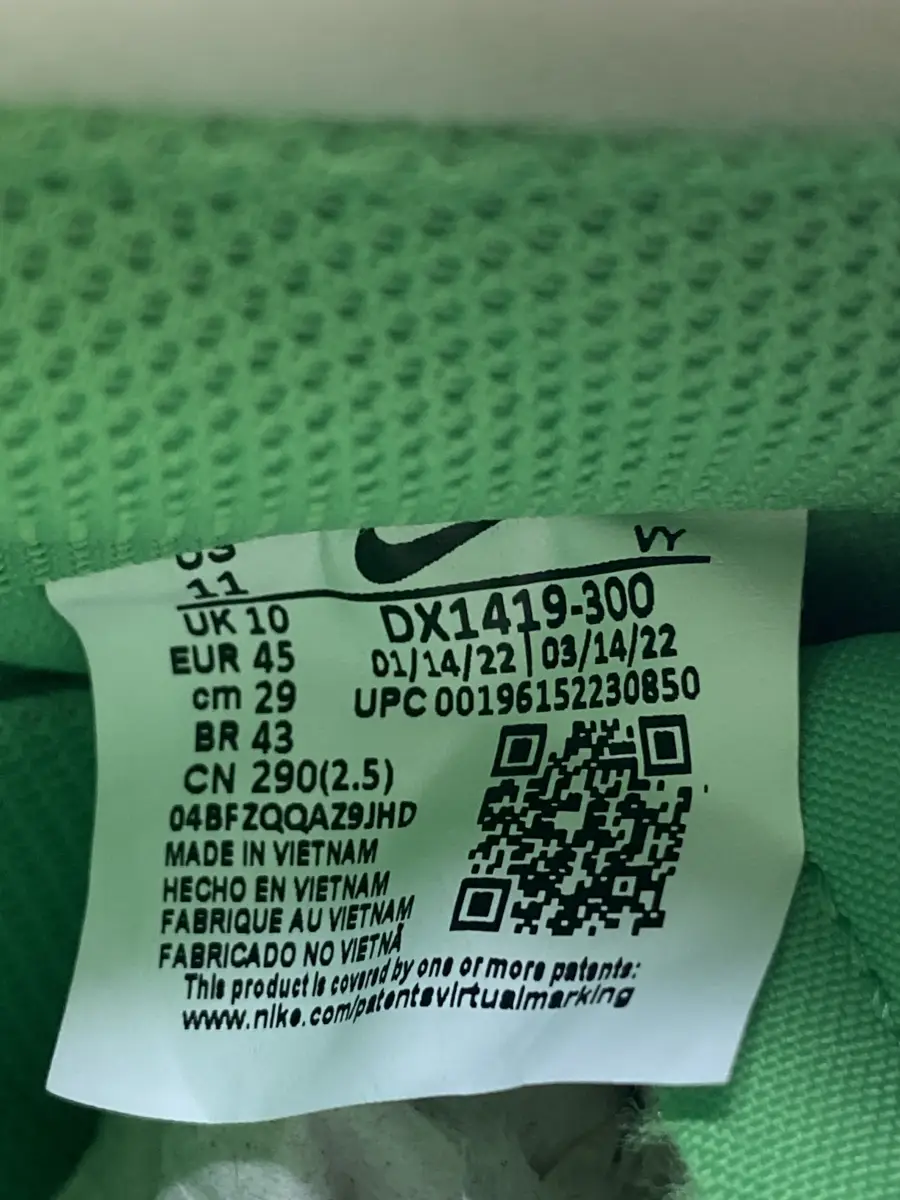 US
11
UK 10
EUR 45
cm 29
BR 43
CN 290(2.5)
04BFZQQAZ9JHD
MADE IN VIETNAM
HECHO EN VIETNAM
FABRIQUE AU VIETNAM
FABRICADO NO VIETNÃ
VY
DX1419-300
01/14/22 | 03/14/22
UPC 00196152230850
This product is covered by one or more patents:
www.nike.com/patentsvirtualmarking